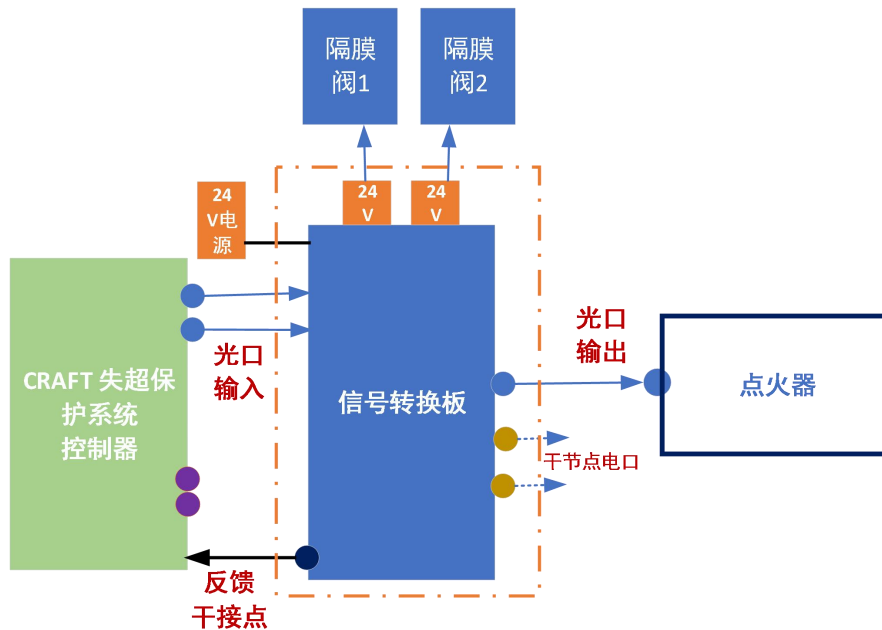 隔膜
阀1
隔膜
阀2
24
V电
源
24
V
24
V
光口
输入
光口
输出
CRAFT 失超保
护系统
控制器
信号转换板
点火器
干节点电口
反馈
干接点